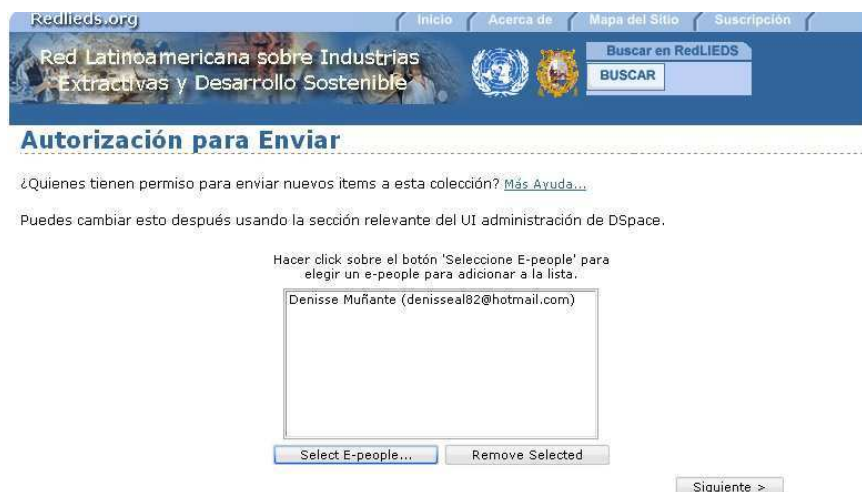 Redlieds.org
Inicio Acerca de Mapa del Sitio Suscripción
Red Latinoamericana sobre Industrias
Extractivas y Desarrollo Sostenible
Buscar en RedLIEDS
BUSCAR
Autorización para Enviar
¿Quienes tienen permiso para enviar nuevos items a esta colección? Más Ayuda...
Puedes cambiar esto después usando la sección relevante del UI administración de DSpace.
Hacer click sobre el botón 'Seleccione E-people' para
elegir un e-people para adicionar a la lista.
Denisse Muñante (denisseal82@hotmail.com)
Select E-people... Remove Selected
Siguiente >